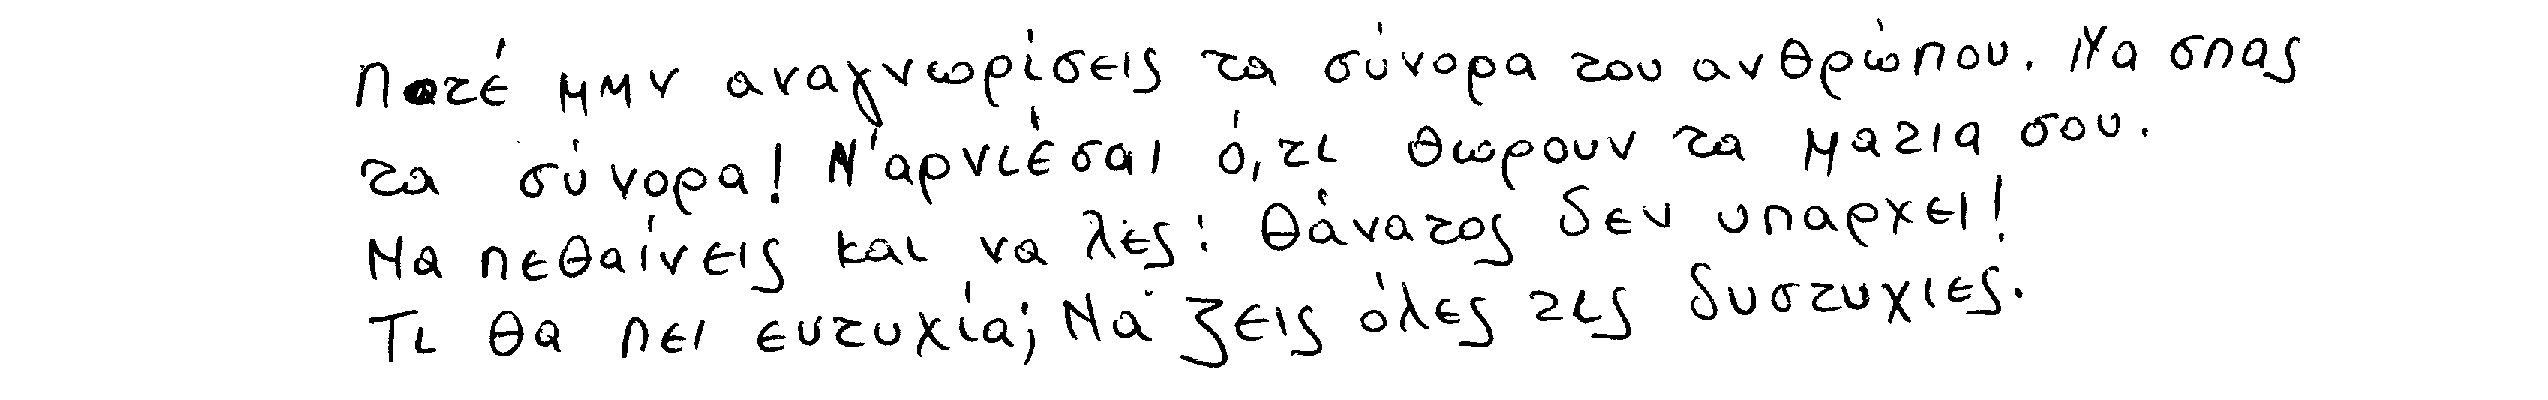 Ποτέ μην αναγνωρίσεις τα σύνορα του ανθρώπου. Να σπας
τα σύνορα! Ν'αρνιέσαι ό,τι θωρουν τα ματια σου.
Να πεθαίνεις και να λες: θάνατος δεν υπαρχει!
Τι θα πει ευτυχία; Να ζεις όλες τις δυστυχιες.